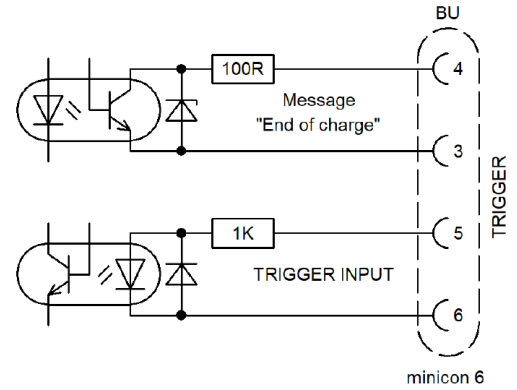 BU
100R
4
Message
"End of charge"
3
TRIGGER
1K
5
TRIGGER INPUT
6
minicon 6